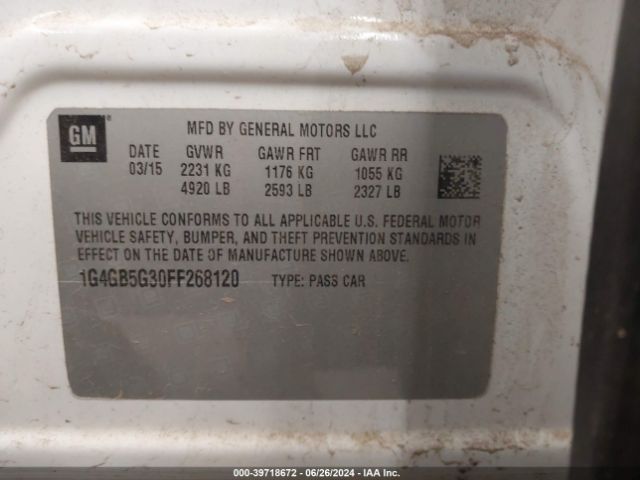 GM ®
MFD BY GENERAL MOTORS LLC
DATE GVWR GAWR FRT GAWR RR
03/15 2231 KG 1176 KG 1055 KG
4920 LB 2593 LB 2327 LB
THIS VEHICLE CONFORMS TO ALL APPLICABLE U.S. FEDERAL MOTOR
VEHICLE SAFETY, BUMPER, AND THEFT PREVENTION STANDARDS IN
EFFECT ON THE DATE OF MANUFACTURE SHOWN ABOVE.
1G4GB5G30FF268120 TYPE: PASS CAR
000-39718672 / 06/26/2024 - IAA Inc.